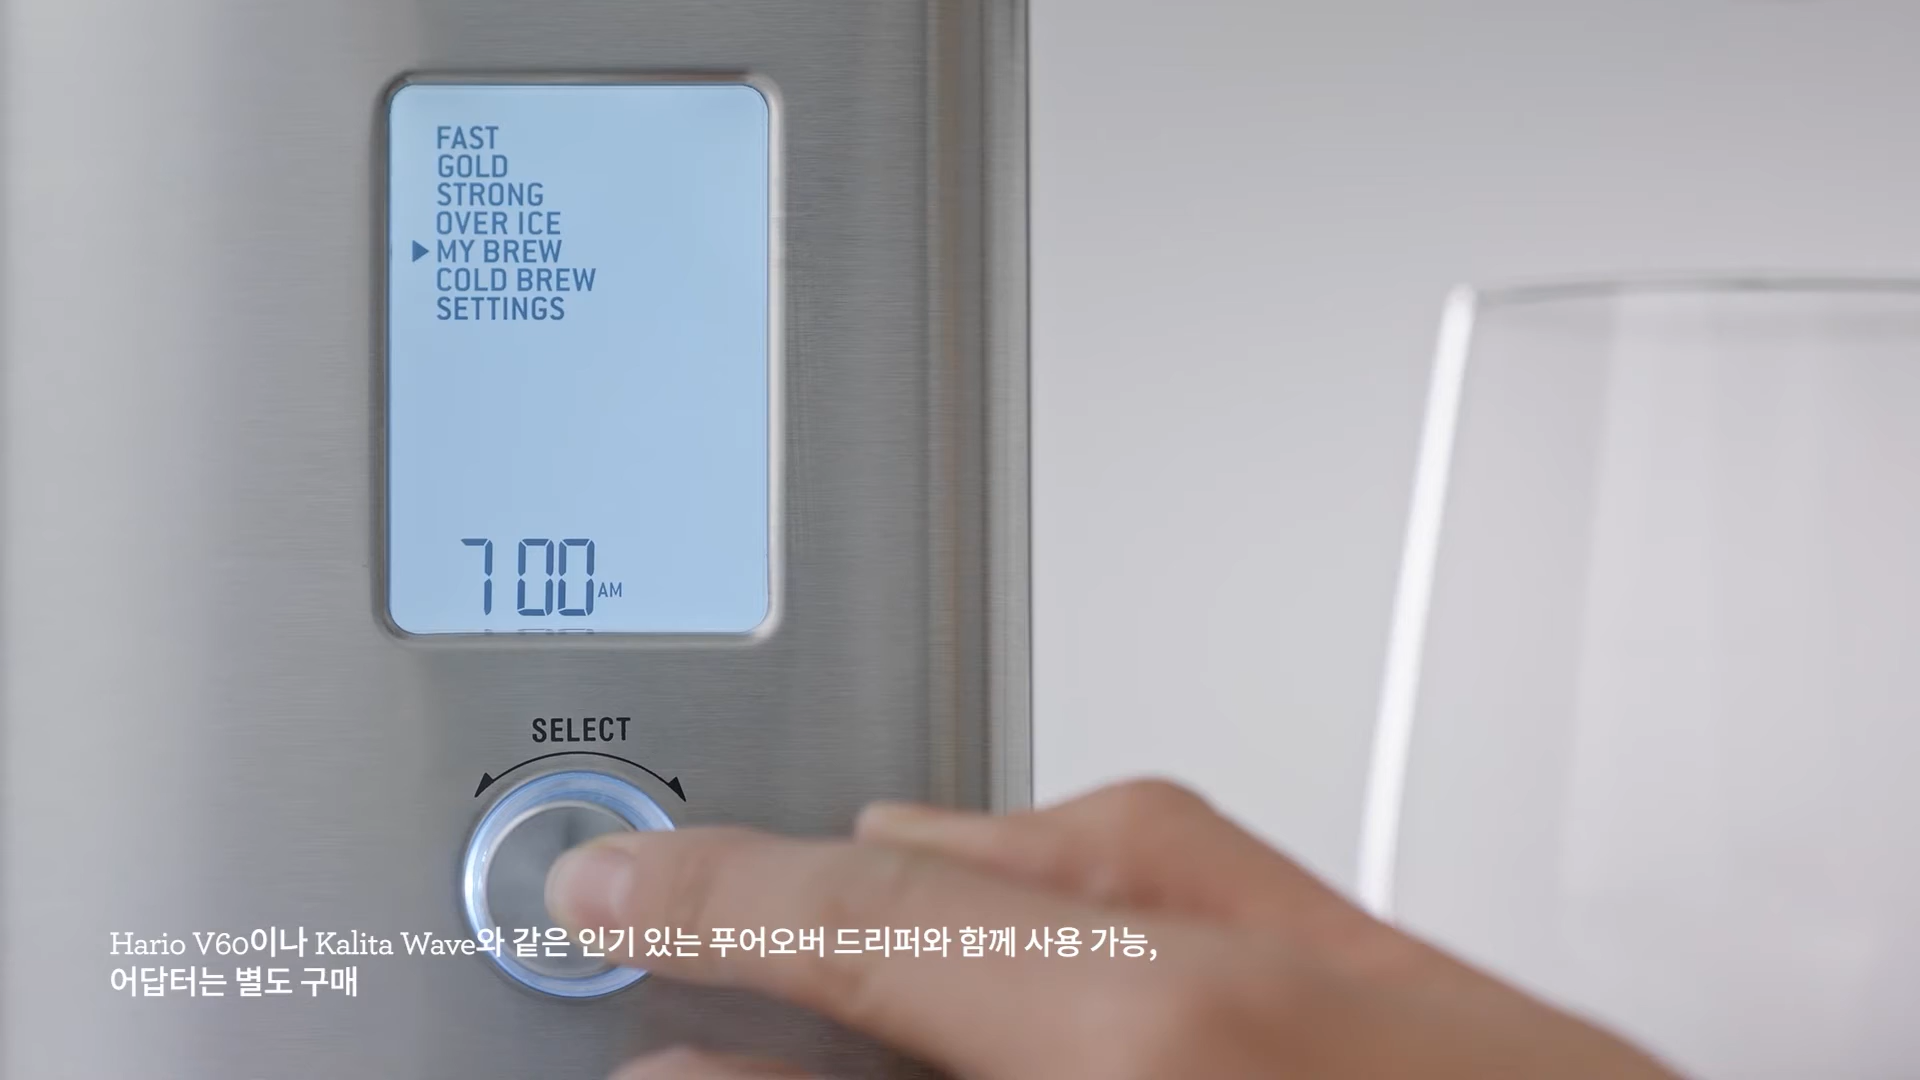 FAST
GOLD
STRONG
OVER ICE
MY BREW
COLD BREW
SETTINGS
7 00 AM
SELECT
Hario V60이나 Kalita Wave와 같은 인기 있는 푸어오버 드리퍼와 함께 사용 가능,
어답터는 별도 구매